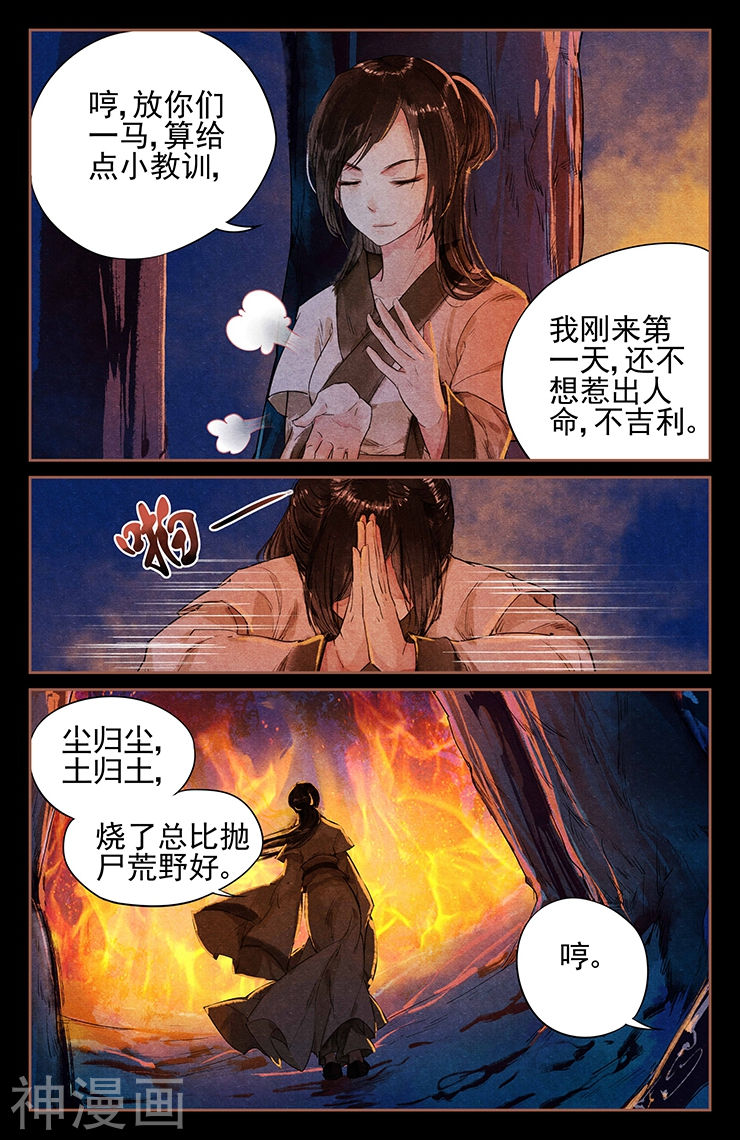 哼,放你们
一马,算给
点小教训,
我刚来第
一天,还不
想惹出人
命,不吉利。
啪
尘归尘,
土归土,
烧了总比抛
尸荒野好。
哼。
神漫画